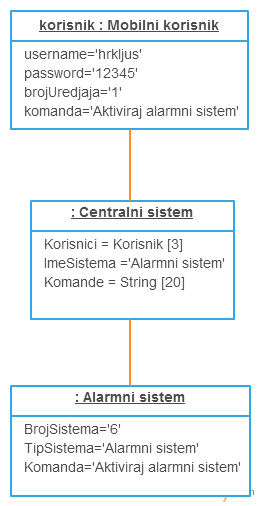 korisnik : Mobilni korisnik
username='hrkljus'
password='12345'
brojUredjaja='1'
komanda='Aktiviraj alarmni sistem'
: Centralni sistem
Korisnici = Korisnik [3]
ImeSistema ='Alarmni sistem'
Komande = String [20]
: Alarmni sistem
BrojSistema='6'
TipSistema='Alarmni sistem'
Komanda='Aktiviraj alarmni sistem'